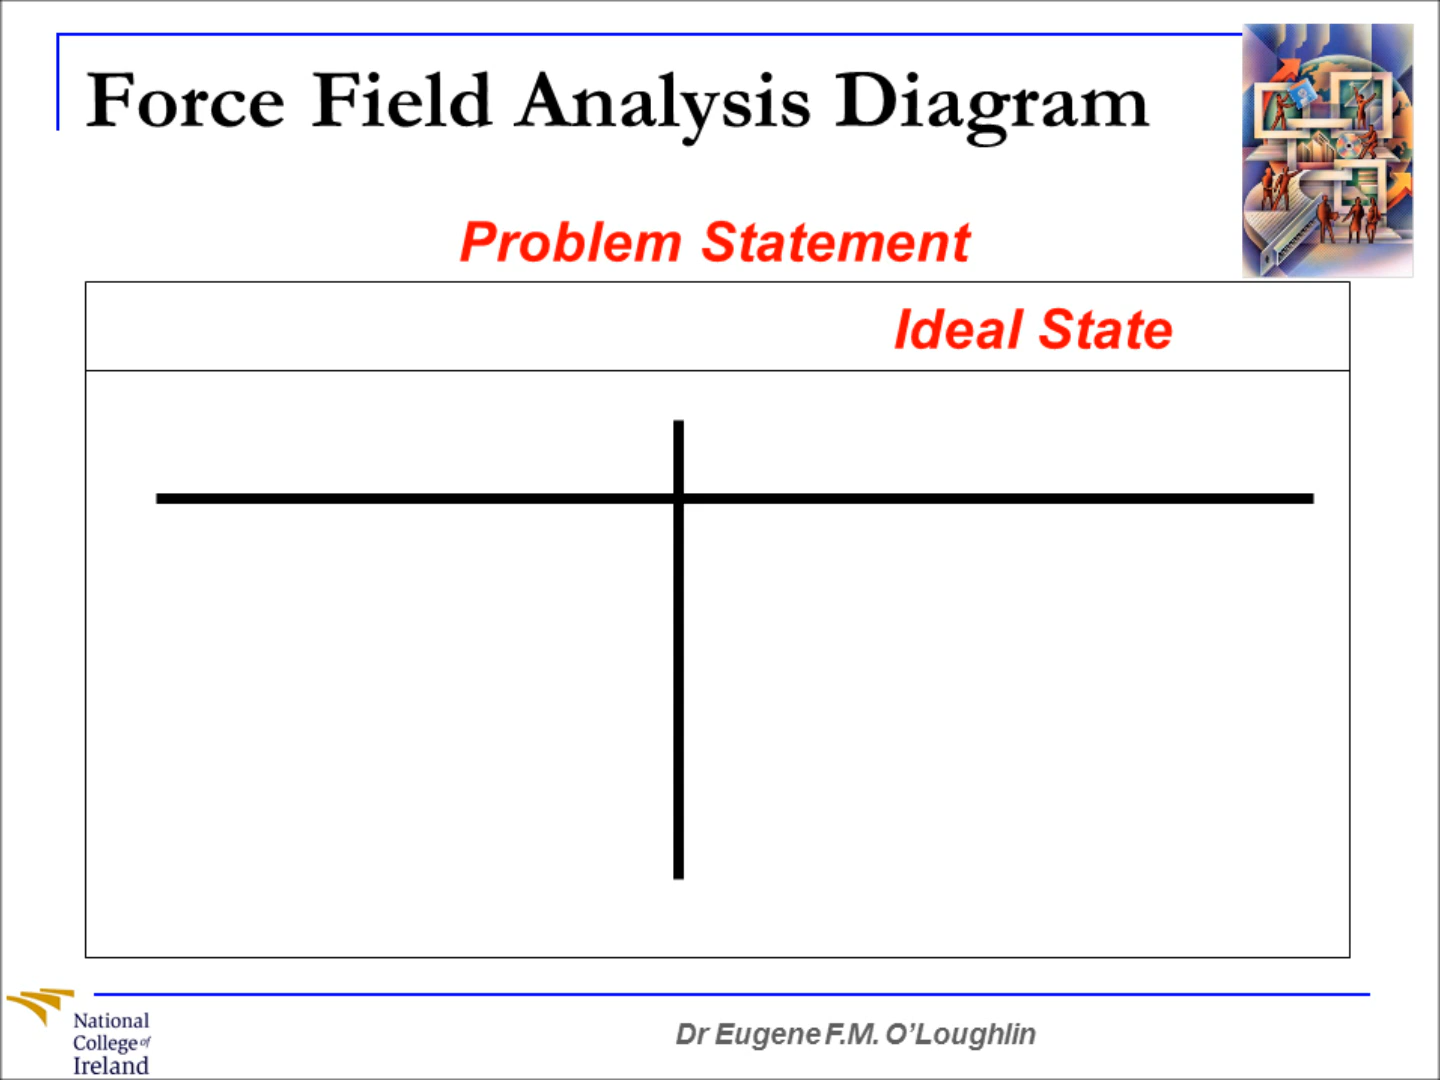 Force Field Analysis Diagram
Problem Statement
Ideal State
National
College of
Ireland
Dr Eugene F.M. O'Loughlin